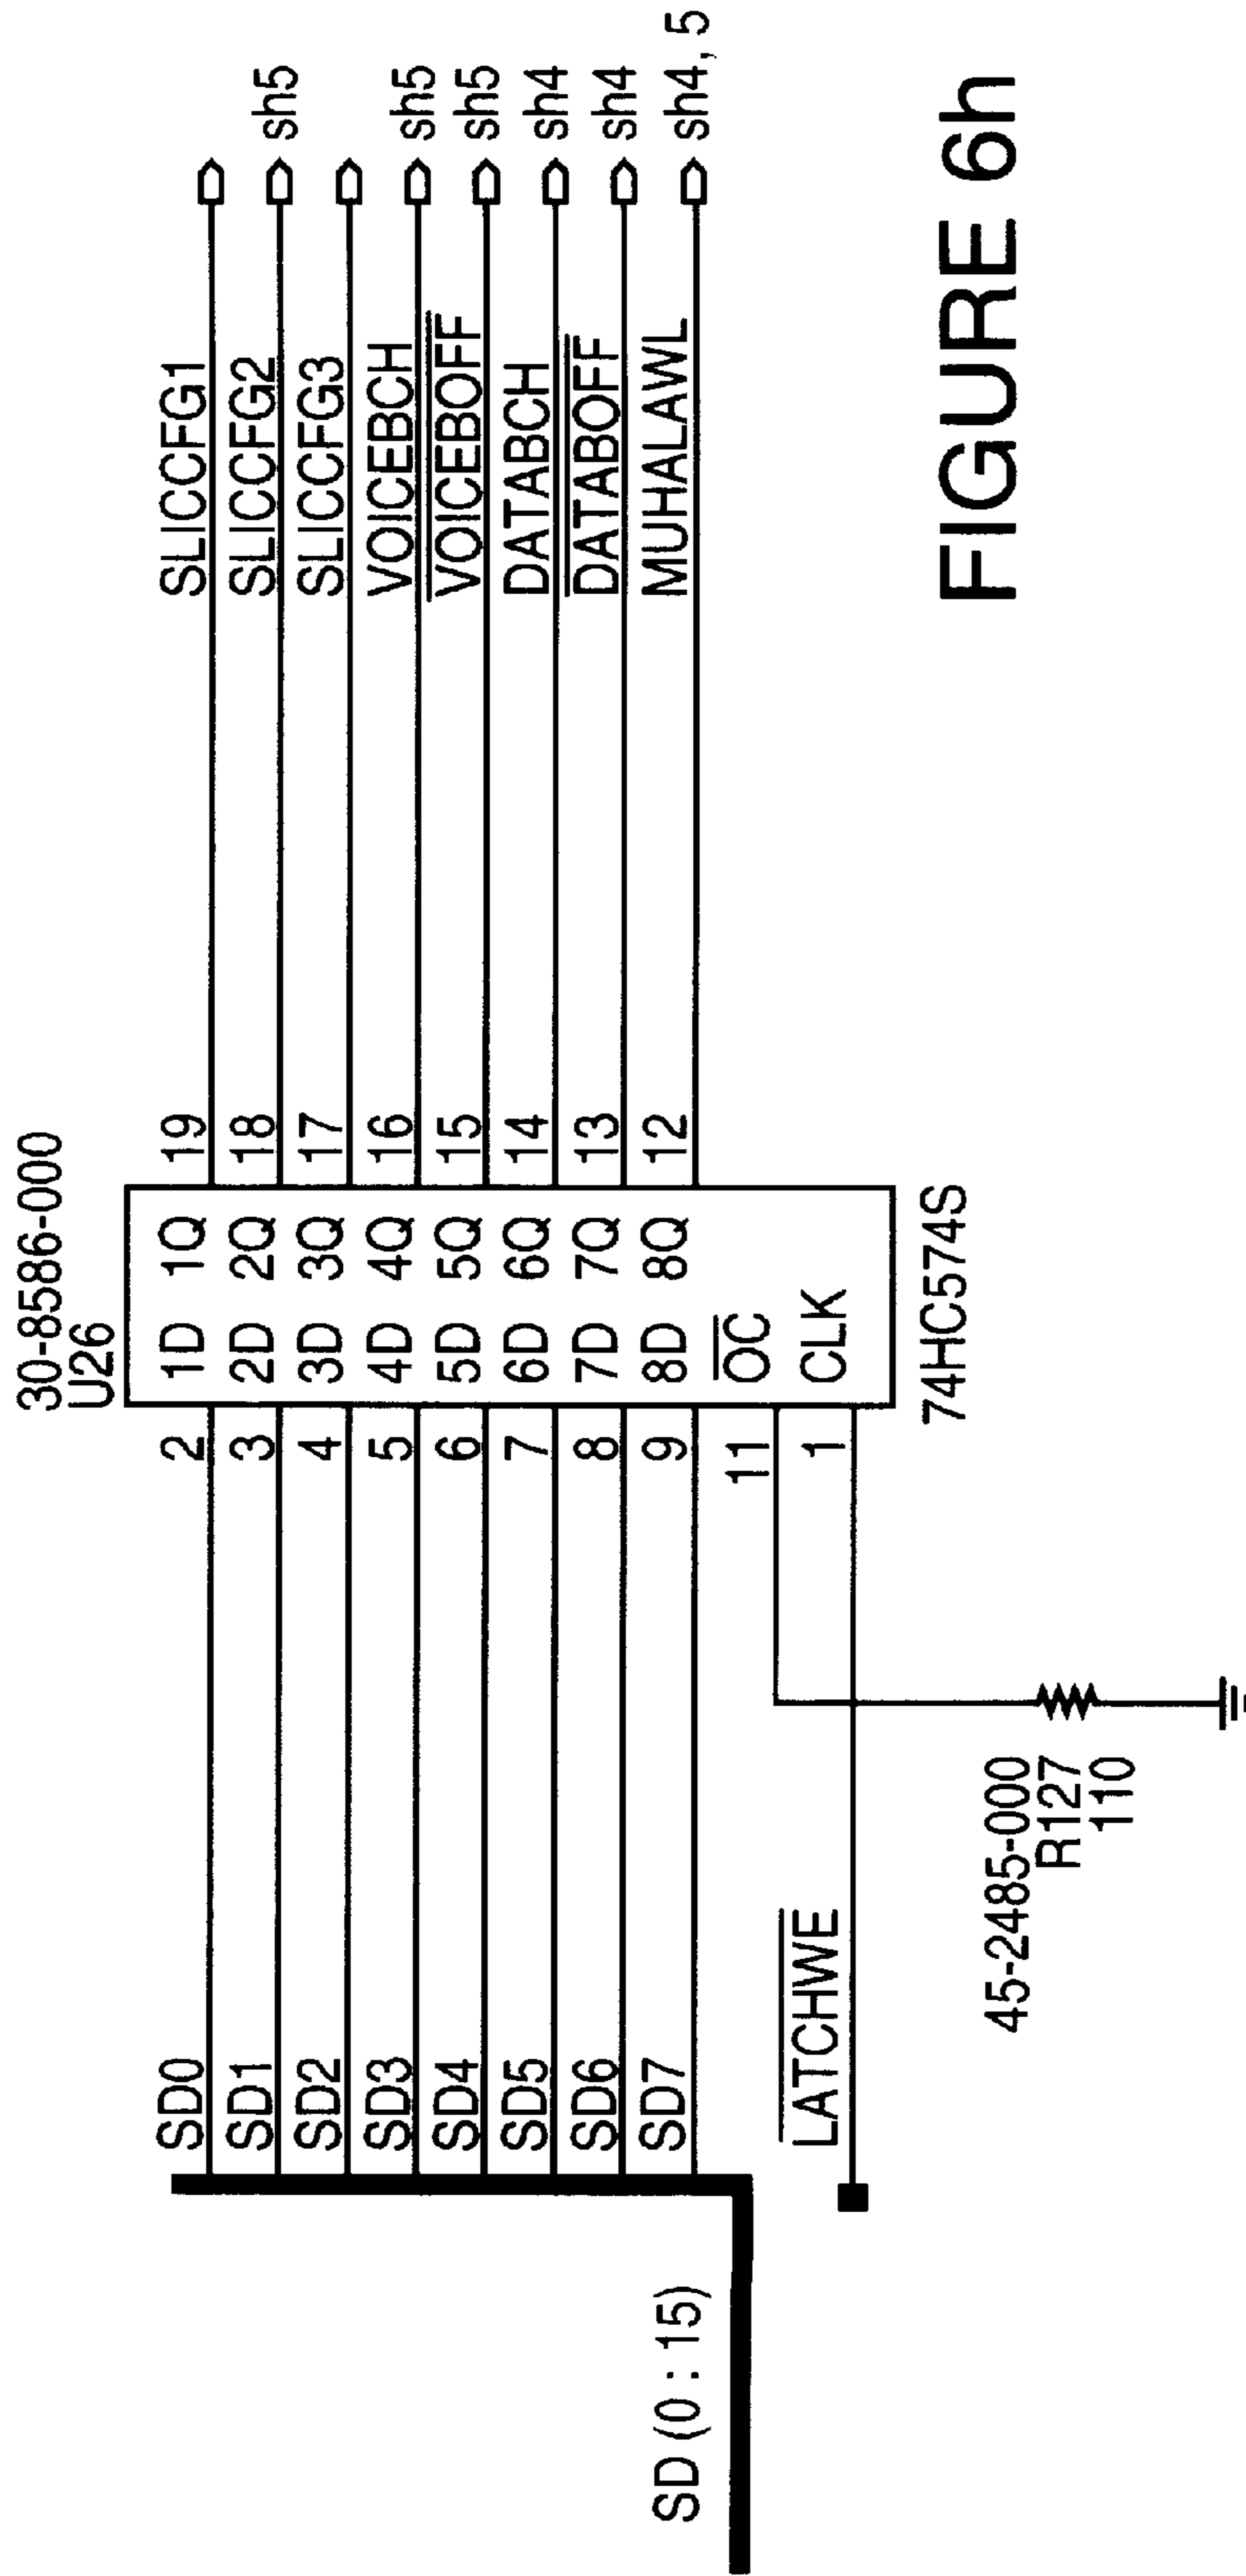 30-8586-000
U26
SD0 2 1D 1Q 19 SLICCFG1
SD1 3 2D 2Q 18 SLICCFG2 sh5
SD2 4 3D 3Q 17 SLICCFG3
SD3 5 4D 4Q 16 VOICEBCH sh5
SD4 6 5D 5Q 15 VOICEBOFF sh5
SD5 7 6D 6Q 14 DATABCH sh4
SD6 8 7D 7Q 13 DATABOFF sh4
SD7 9 8D 8Q 12 MUHALAWL sh4, 5
SD (0 : 15)
11 OC
LATCHWE 1 CLK
74HC574S
45-2485-000
R127
110
FIGURE 6h